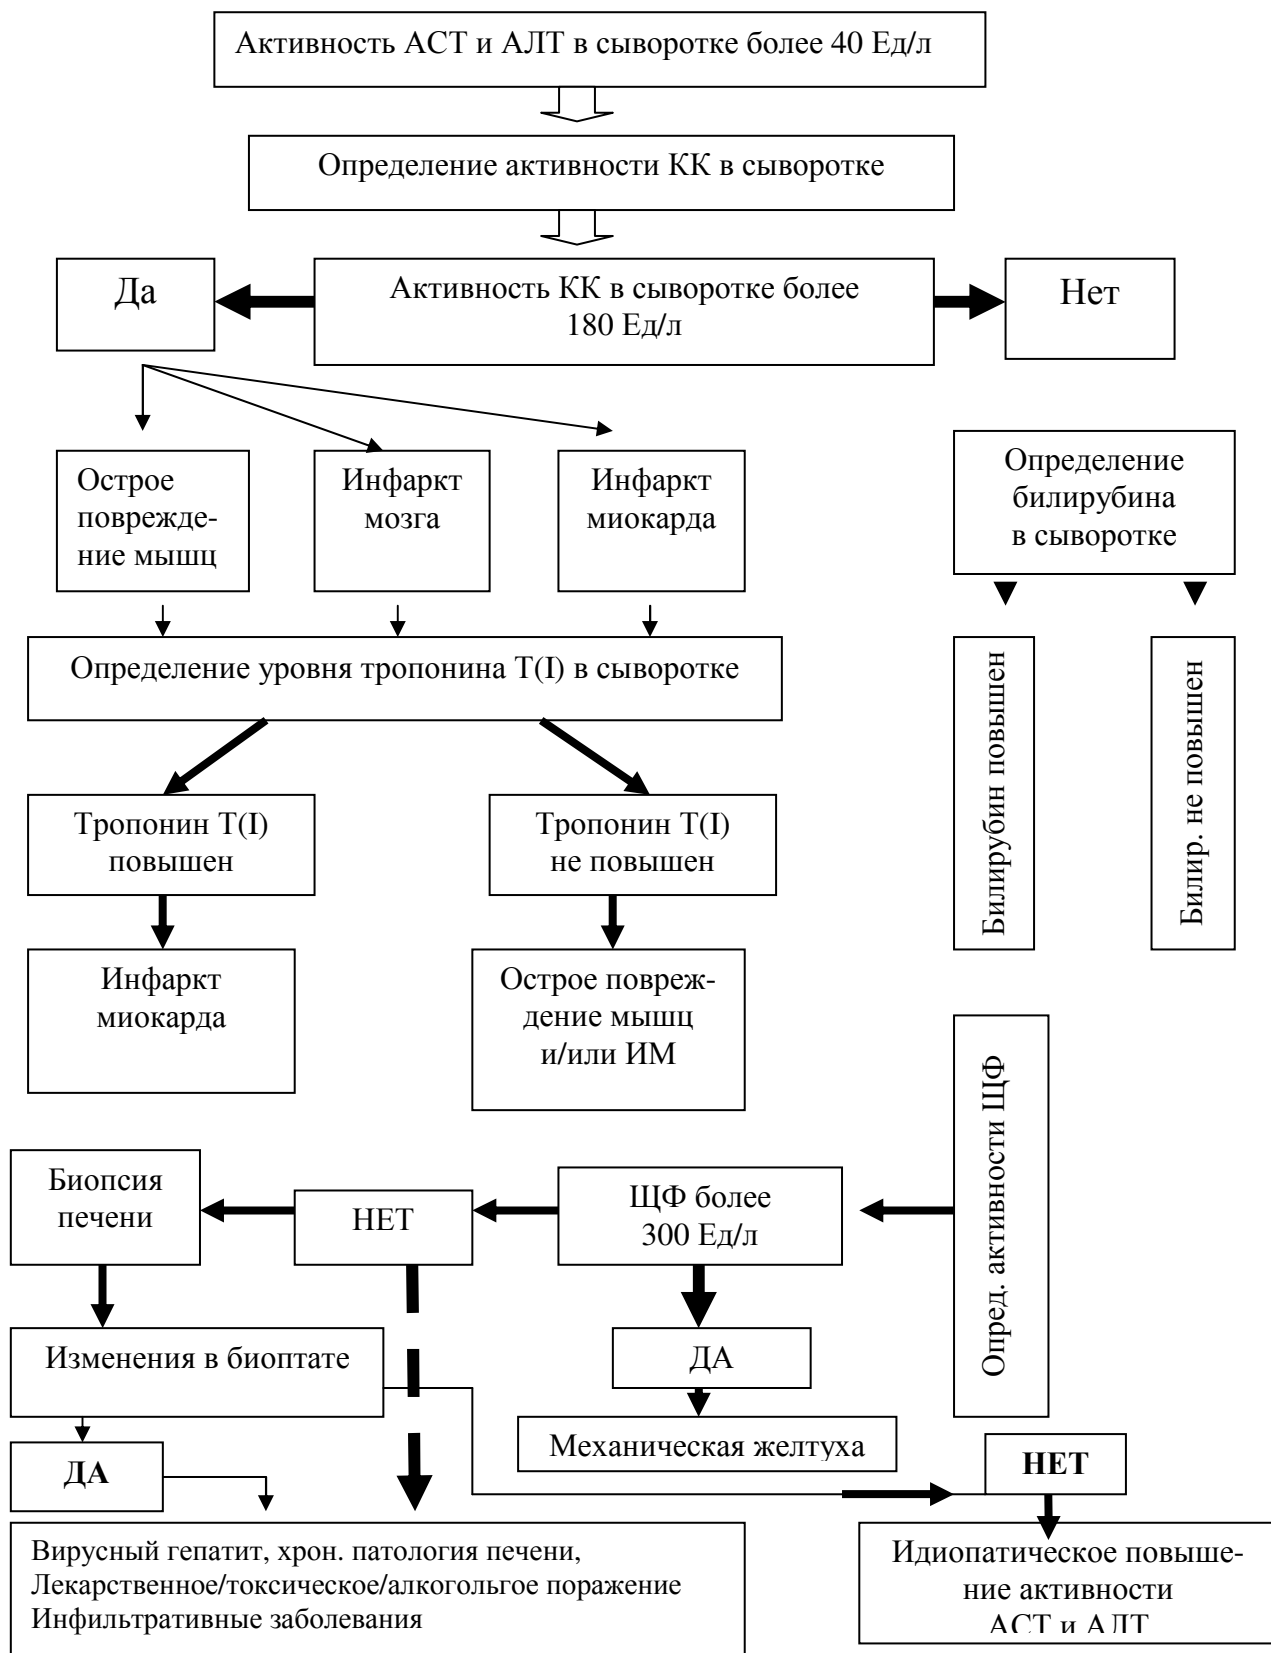 Активность АСТ и АЛТ в сыворотке более 40 Ед/л
Определение активности КК в сыворотке
Да
Активность КК в сыворотке более
180 Ед/л
Нет
Острое
поврежде-
ние мышц
Инфаркт
мозга
Инфаркт
миокарда
Определение
билирубина
в сыворотке
Определение уровня тропонина Т(I) в сыворотке
Билирубин повышен
Билир. не повышен
Тропонин Т(I)
повышен
Тропонин Т(I)
не повышен
Инфаркт
миокарда
Острое повреж-
дение мышц
и/или ИМ
Опред. активности ЩФ
Биопсия
печени
НЕТ
ЩФ более
300 Ед/л
Изменения в биоптате
ДА
Механическая желтуха
ДА
НЕТ
Вирусный гепатит, хрон. патология печени,
Лекарственное/токсическое/алкогольгое поражение
Инфильтративные заболевания
Идиопатическое повыше-
ние активности
АСТ и АЛТ